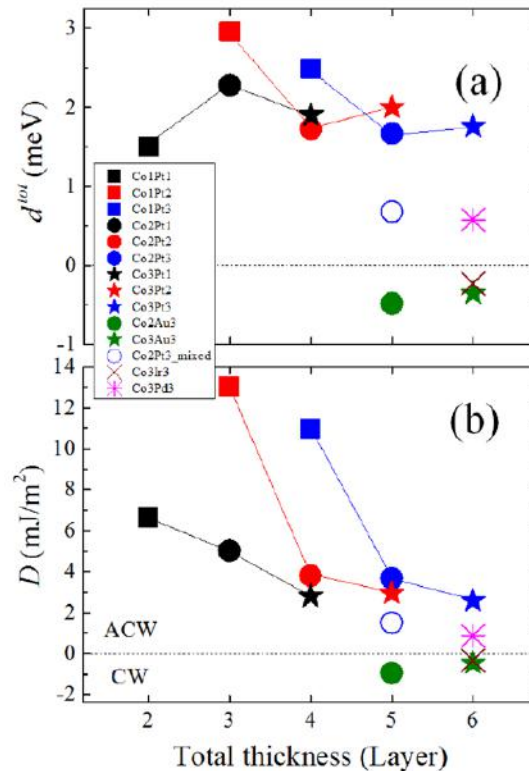 3
(a)
2
d^tot (meV)
1
0
-1
Co1Pt1
Co1Pt2
Co1Pt3
Co2Pt1
Co2Pt2
Co2Pt3
Co3Pt1
Co3Pt2
Co3Pt3
Co2Au3
Co3Au3
Co2Pt3_mixed
Co3Ir3
Co3Pd3
14
(b)
12
10
8
D (mJ/m²)
6
4
2
ACW
0
CW
-2
2 3 4 5 6
Total thickness (Layer)